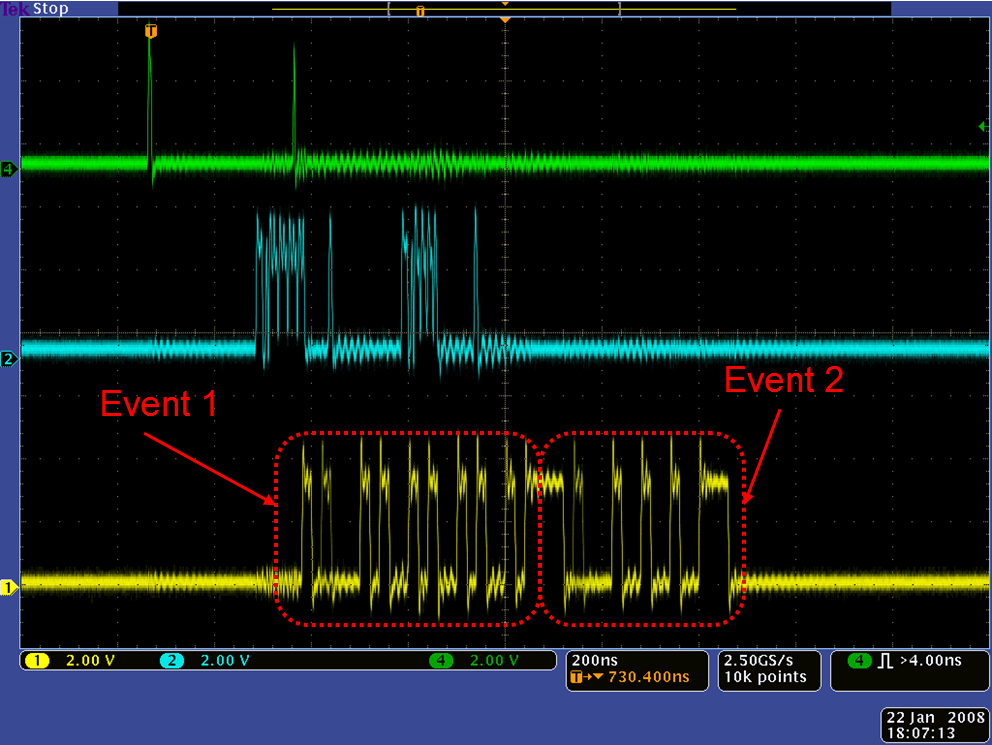 Tek Stop
T
T
4
2
Event 1
Event 2
1
1 2.00 V 2 2.00 V 4 2.00 V
200ns
T→▼730.400ns
2.50GS/s
10k points
4 >4.00ns
22 Jan 2008
18:07:13